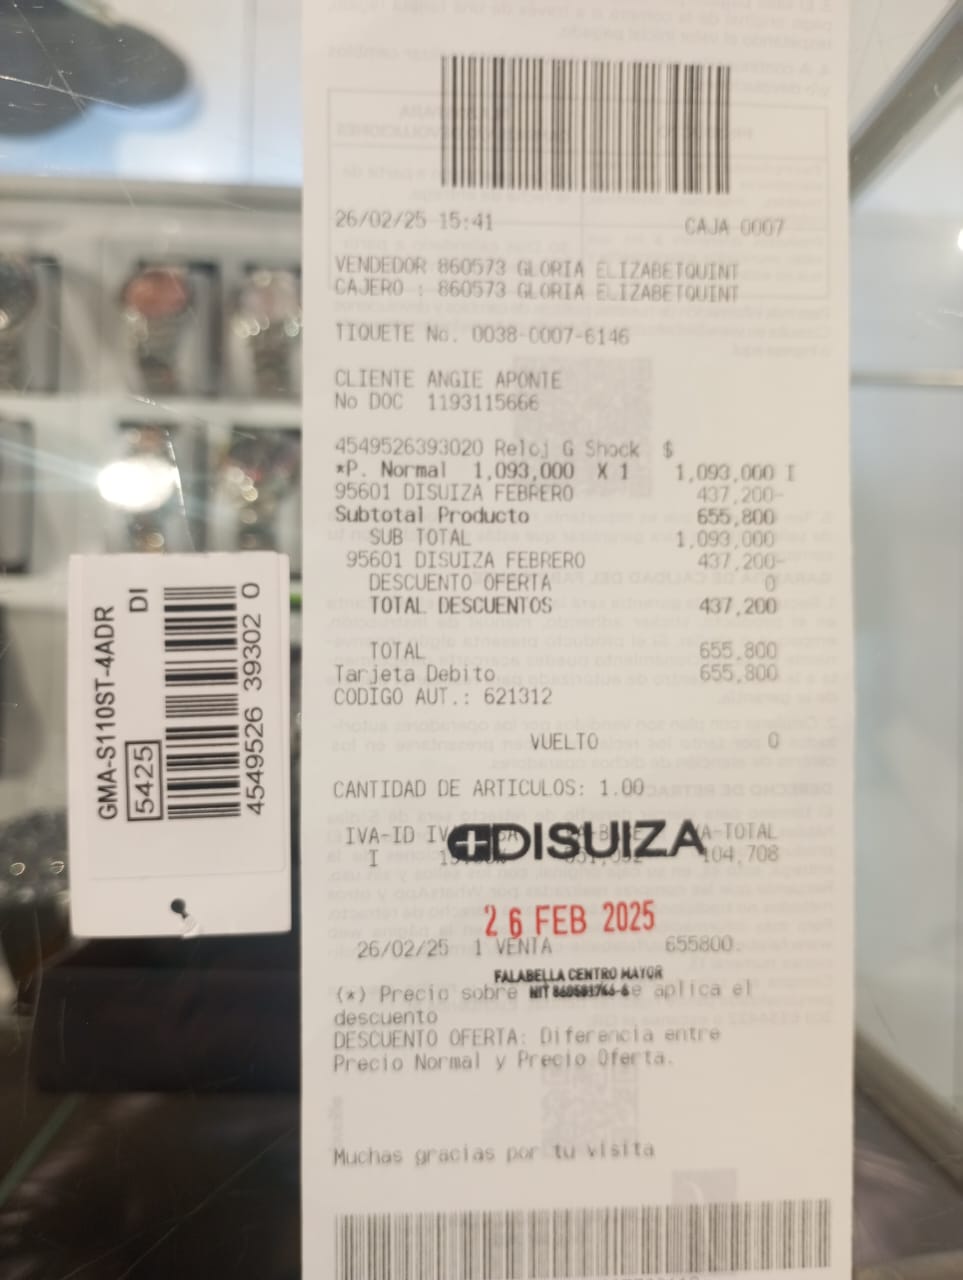 26/02/25 15:41 CAJA 0007
VENDEDOR 860573 GLORIA ELIZABETQUINT
CAJERO : 860573 GLORIA ELIZABETQUINT
TIQUETE No. 0038-0007-6146
CLIENTE ANGIE APONTE
No DOC 1193115666
4549526393020 Reloj G Shock $
*P. Normal 1,093,000 X 1 1,093,000 I
95601 DISUIZA FEBRERO 437,200-
Subtotal Producto 655,800
SUB TOTAL 1,093,000
95601 DISUIZA FEBRERO 437,200-
DESCUENTO OFERTA 0
TOTAL DESCUENTOS 437,200
TOTAL 655,800
Tarjeta Debito 655,800
CODIGO AUT.: 621312
VUELTO 0
CANTIDAD DE ARTICULOS: 1.00
IVA-ID
DISUIZA
I 104,708
26 FEB 2025
26/02/25 1 VENTA 655800.
FALABELLA CENTRO MAYOR
NIT
(*) Precio sobre aplica el
descuento
DESCUENTO OFERTA: Diferencia entre
Precio Normal y Precio Oferta.
Muchas gracias por tu visita
GMA-S110ST-4ADR
5425 DI
4549526 39302 0